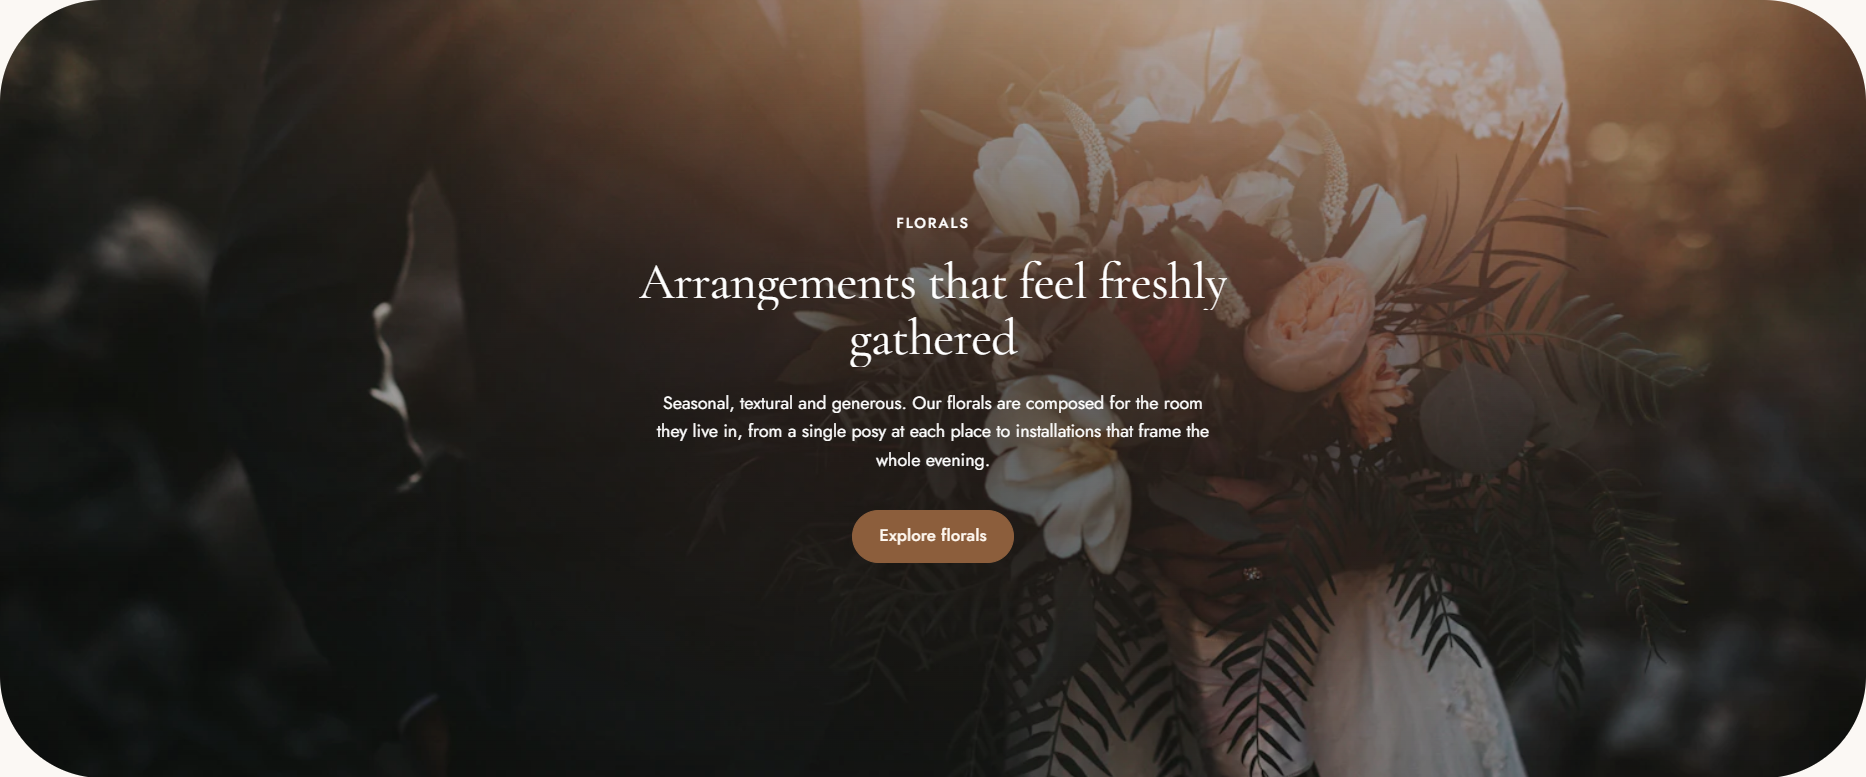 FLORALS
Arrangements that feel freshly
gathered
Seasonal, textural and generous. Our florals are composed for the room
they live in, from a single posy at each place to installations that frame the
whole evening.
Explore florals